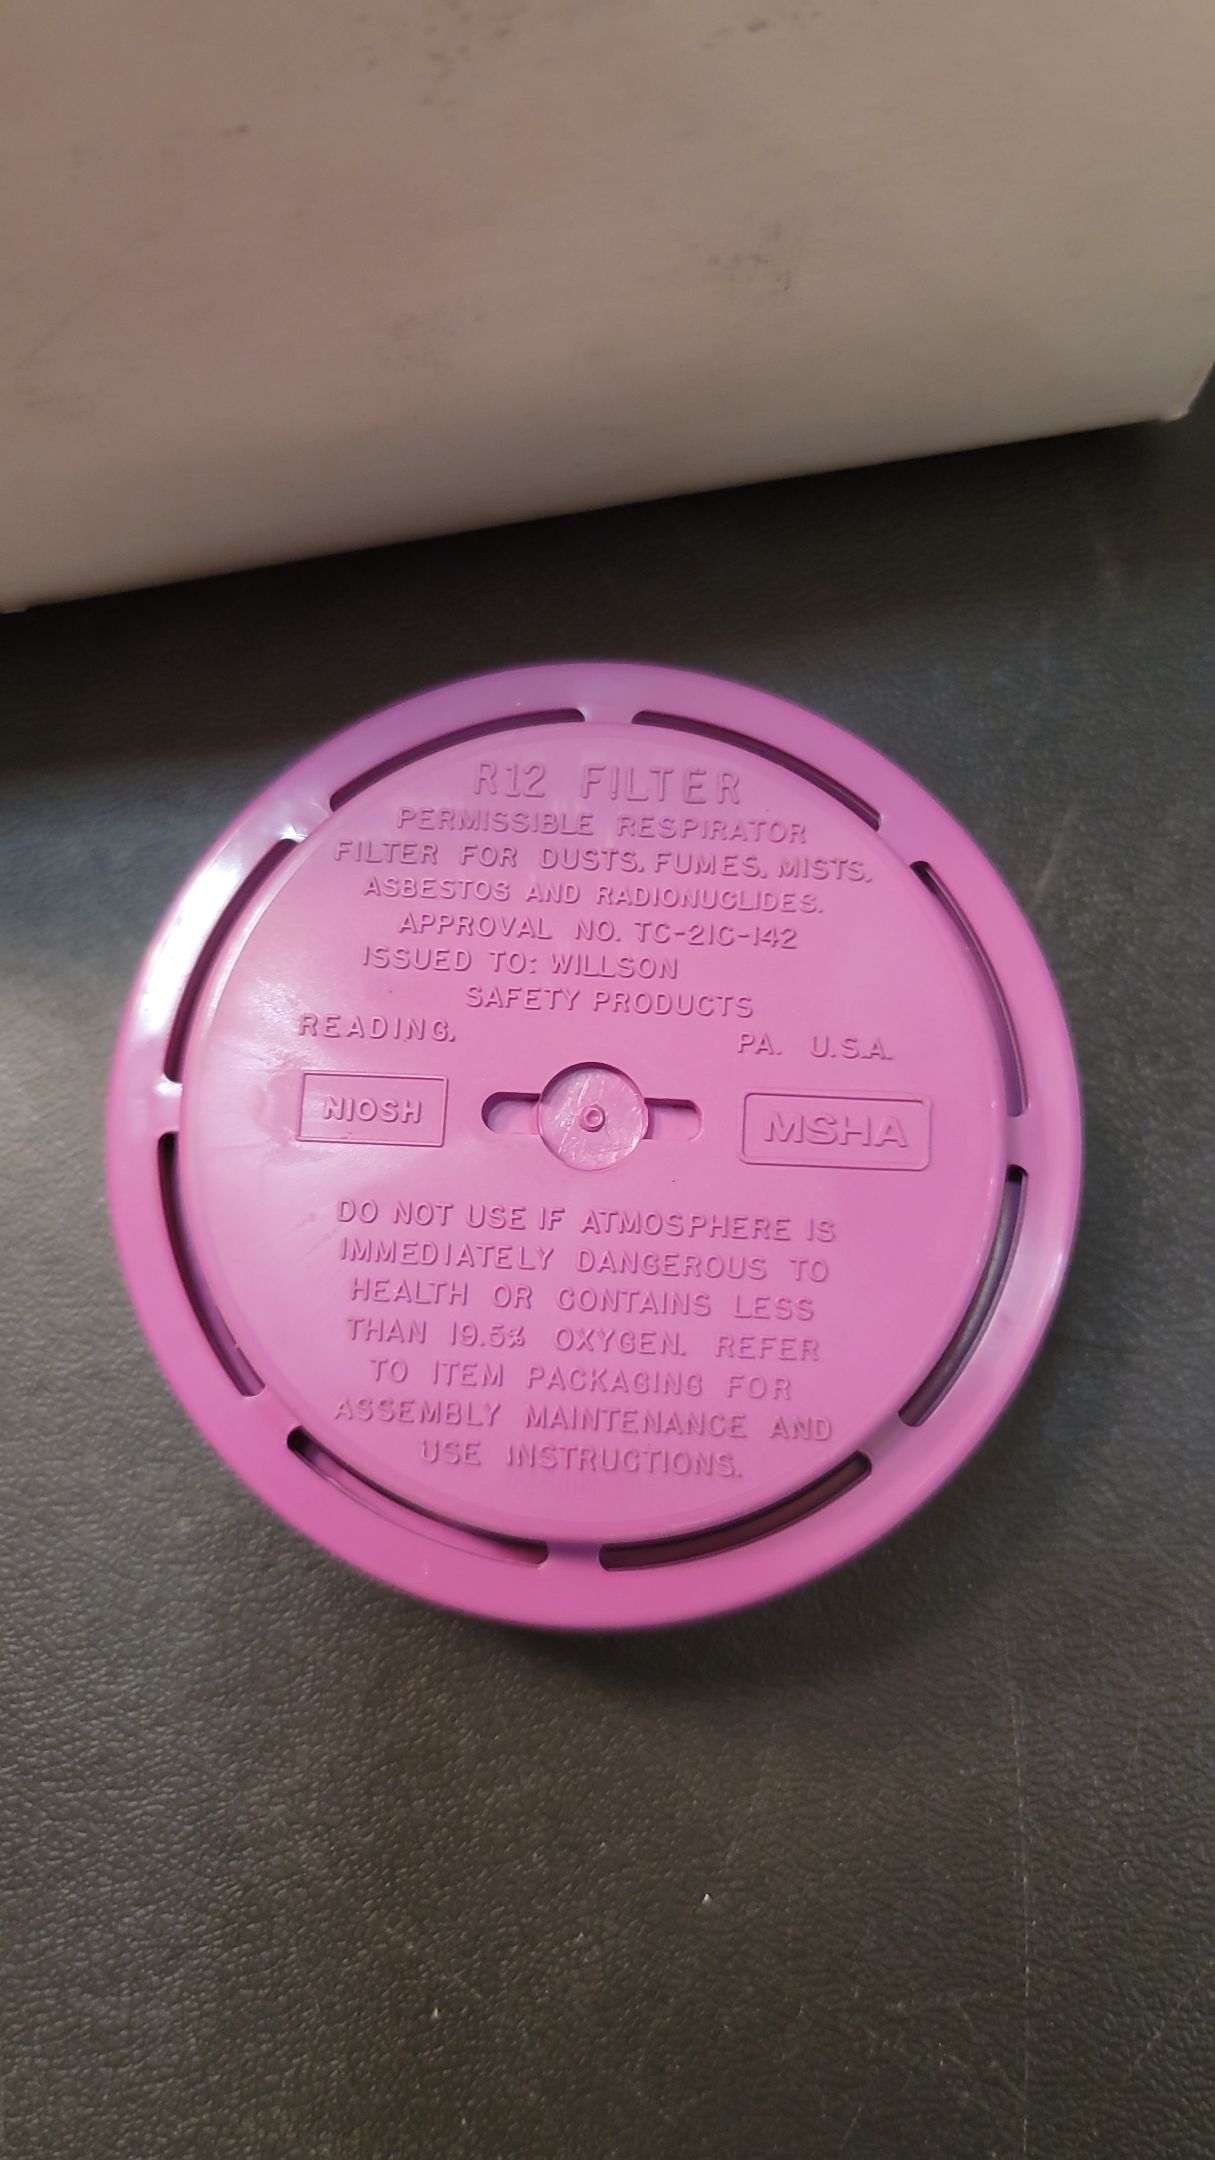 R12 FILTER
PERMISSIBLE RESPIRATOR
FILTER FOR DUSTS, FUMES, MISTS,
ASBESTOS AND RADIONUCLIDES.
APPROVAL NO. TC-21C-142
ISSUED TO: WILLSON
SAFETY PRODUCTS
READING, PA. U.S.A.
NIOSH MSHA
DO NOT USE IF ATMOSPHERE IS
IMMEDIATELY DANGEROUS TO
HEALTH OR CONTAINS LESS
THAN 19.5% OXYGEN. REFER
TO ITEM PACKAGING FOR
ASSEMBLY MAINTENANCE AND
USE INSTRUCTIONS.